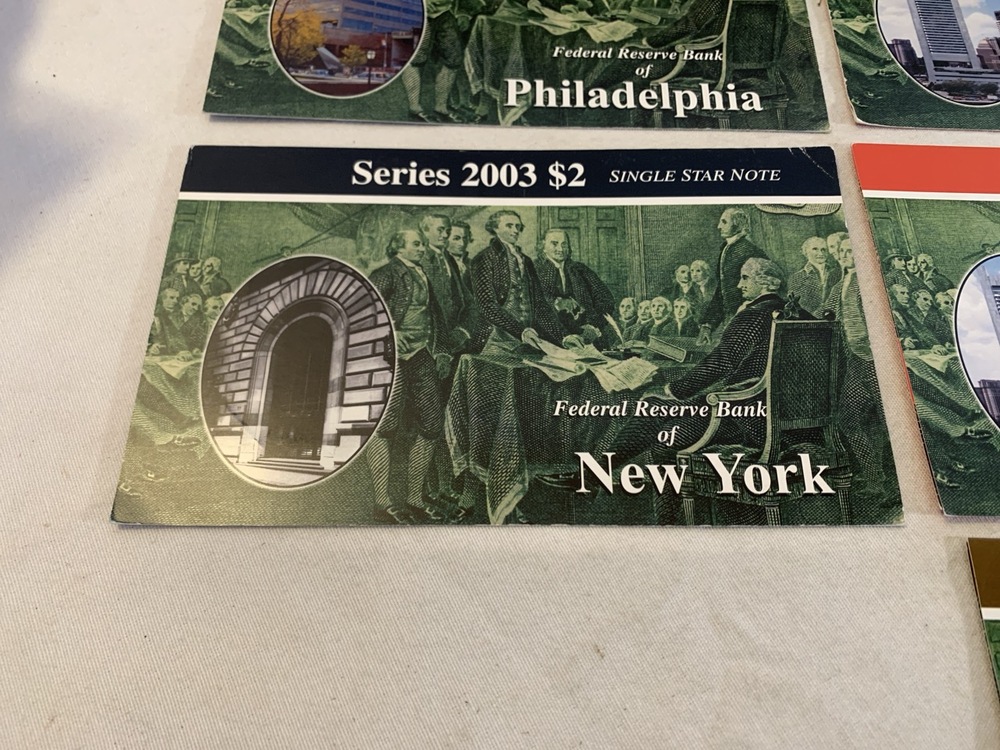 Federal Reserve Bank
of
Philadelphia
Series 2003 $2 SINGLE STAR NOTE
Federal Reserve Bank
of
New York